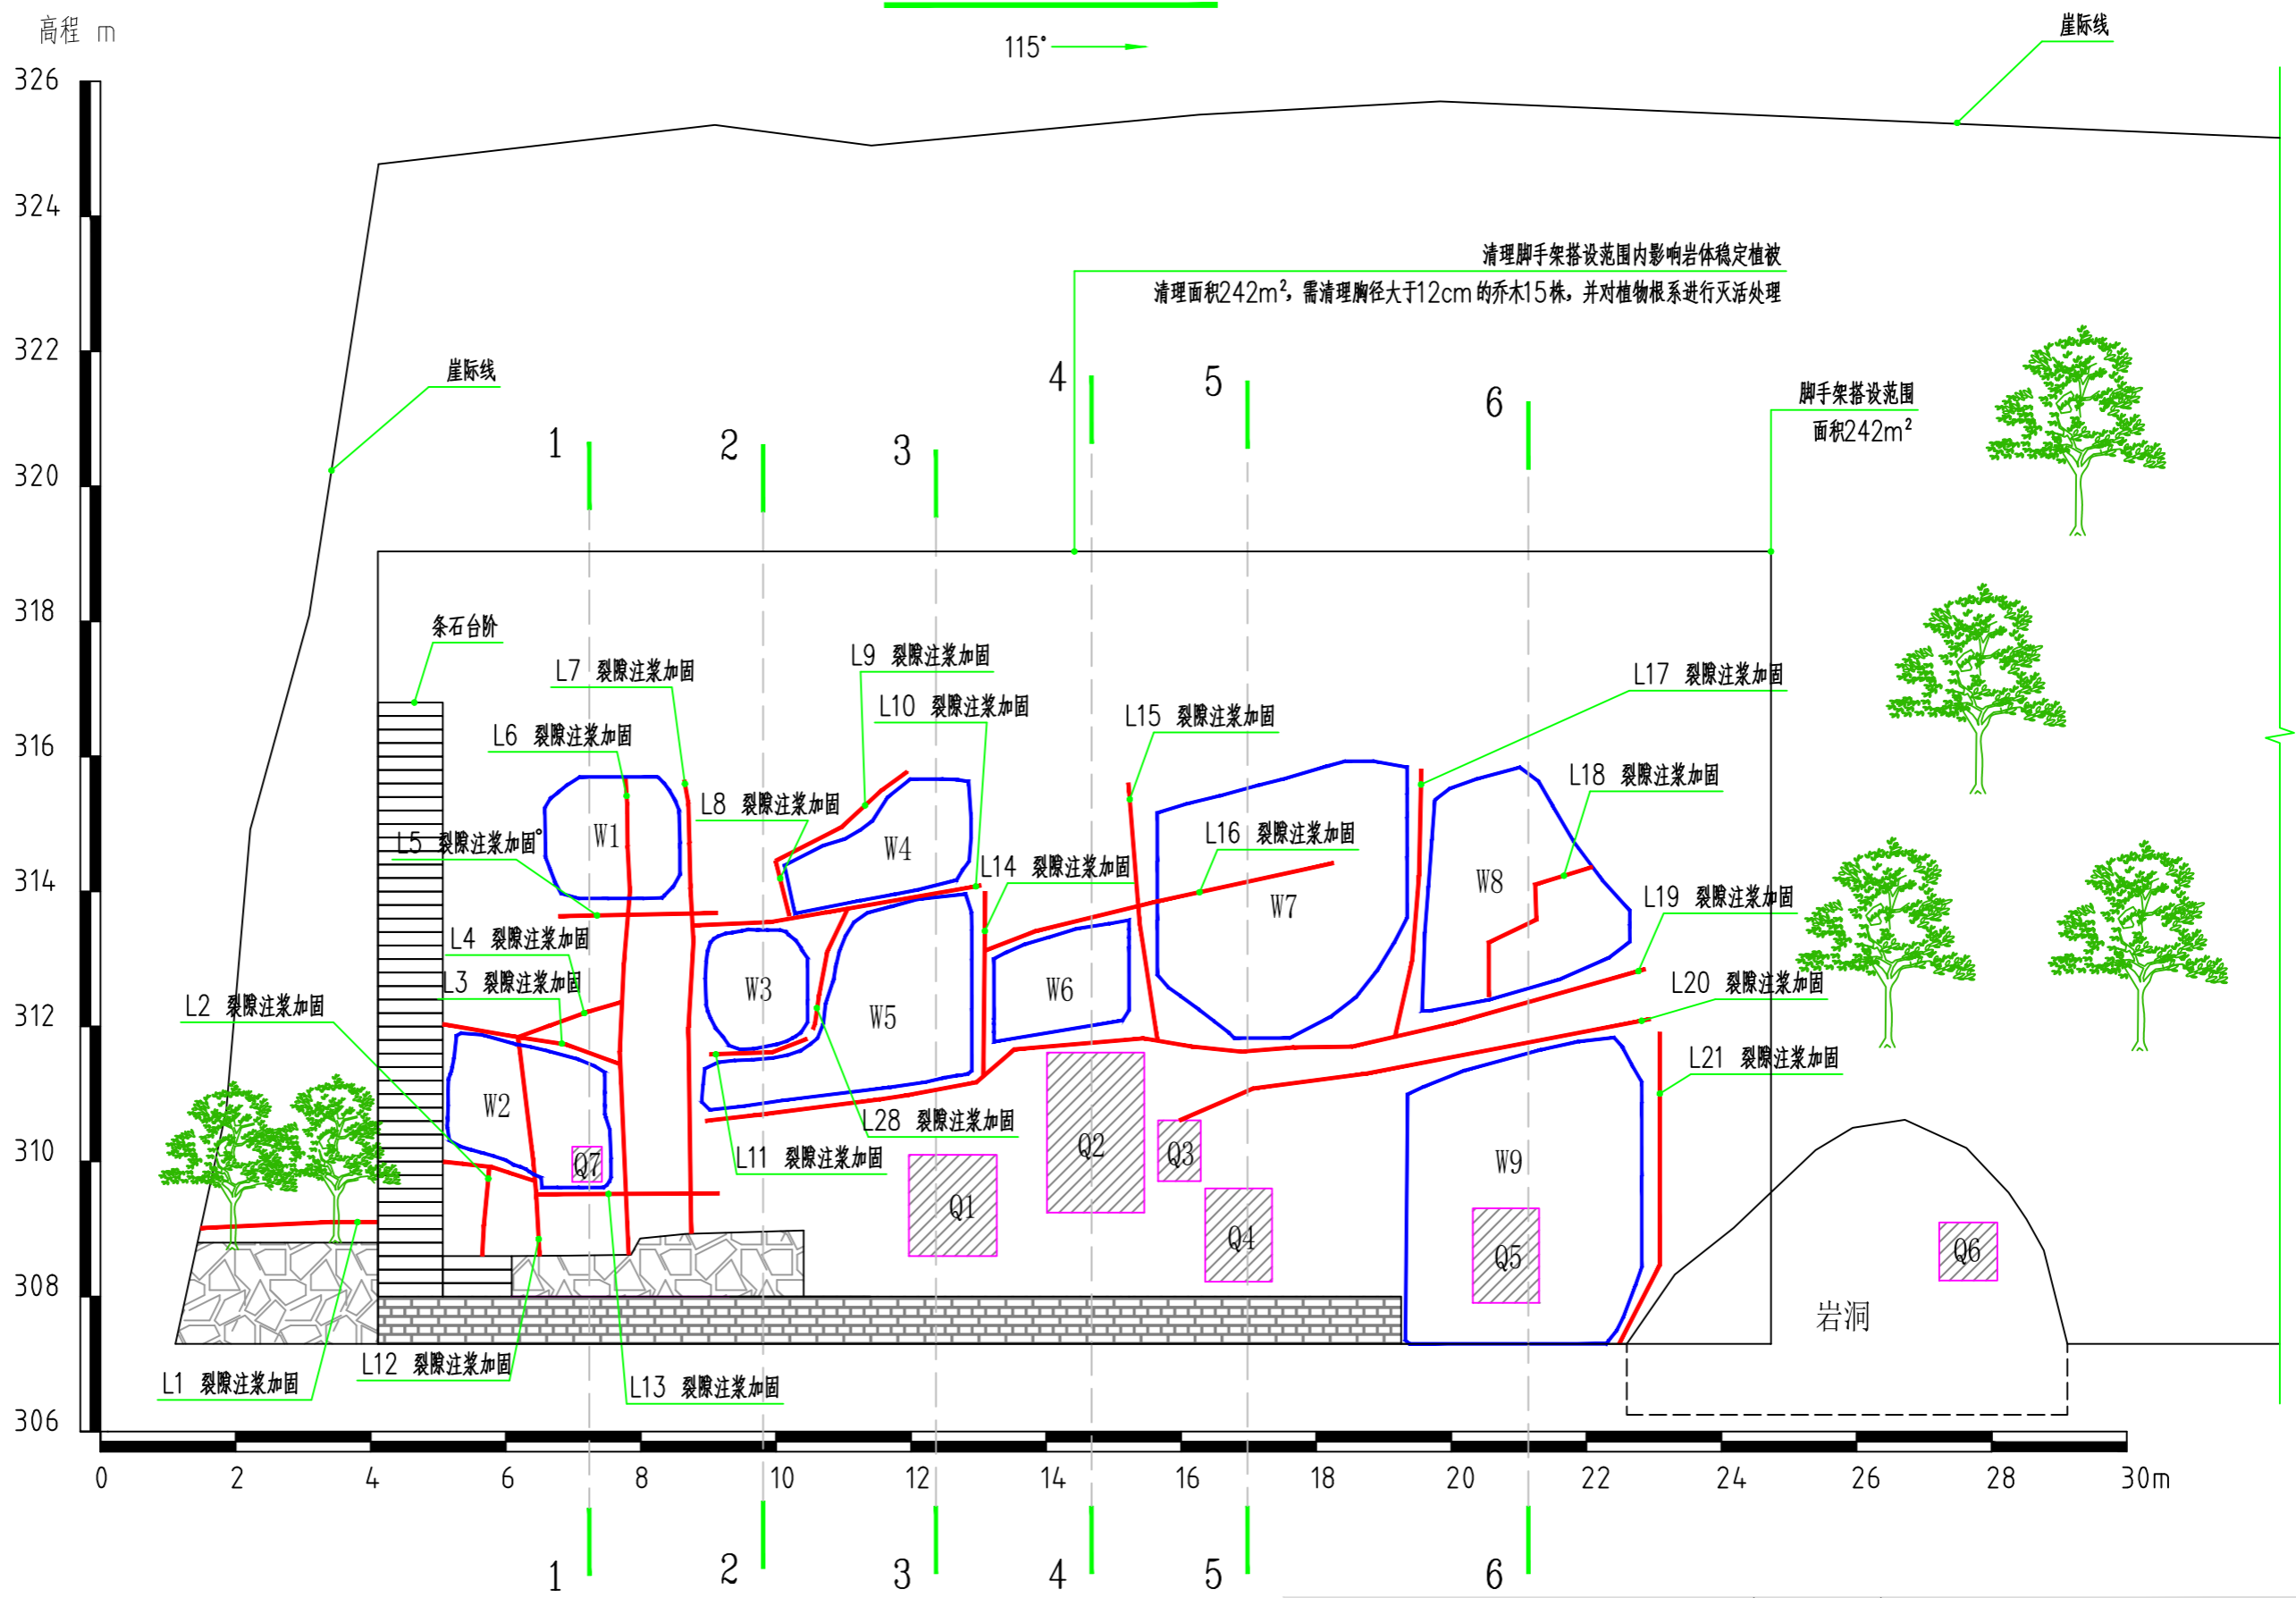 高程 m
115°
崖际线
326
324
清理脚手架搭设范围内影响岩体稳定植被
清理面积242m²，需清理胸径大于12cm的乔木15株，并对植物根系进行灭活处理
322
崖际线
4
5
6
脚手架搭设范围
面积242m²
1
2
3
320
318
条石台阶
L7 裂隙注浆加固
L9 裂隙注浆加固
L17 裂隙注浆加固
L10 裂隙注浆加固
L15 裂隙注浆加固
L6 裂隙注浆加固
316
L18 裂隙注浆加固
L8 裂隙注浆加固
W1
L5 裂隙注浆加固°
W4
L16 裂隙注浆加固
L14 裂隙注浆加固
314
W8
L19 裂隙注浆加固
W7
L4 裂隙注浆加固
L3 裂隙注浆加固
W3
W6
L20 裂隙注浆加固
L2 裂隙注浆加固
312
W5
L21 裂隙注浆加固
W2
L28 裂隙注浆加固
310
Q7
L11 裂隙注浆加固
Q2
Q3
W9
Q1
Q4
Q5
Q6
308
岩洞
L12 裂隙注浆加固
L1 裂隙注浆加固
L13 裂隙注浆加固
306
0 2 4 6 8 10 12 14 16 18 20 22 24 26 28 30m
1 2 3 4 5 6